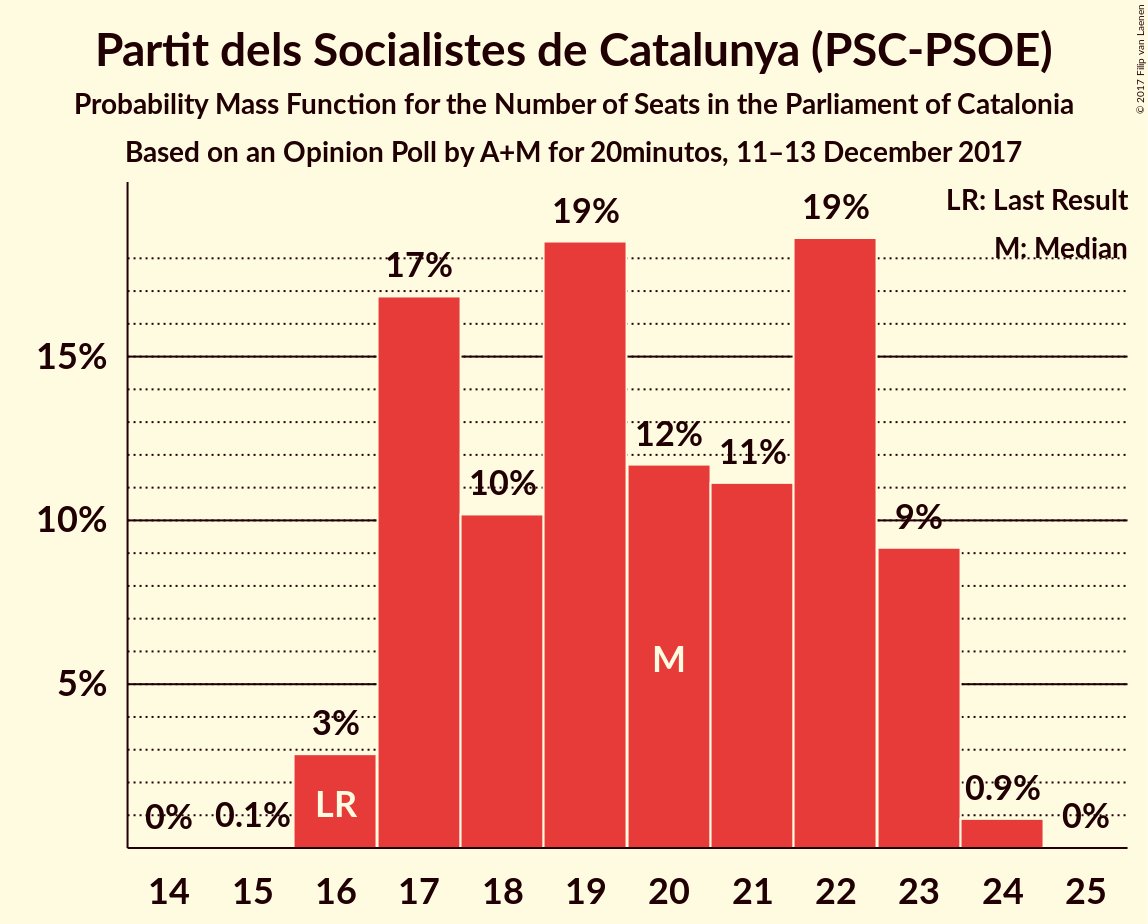 Partit dels Socialistes de Catalunya (PSC-PSOE)
Probability Mass Function for the Number of Seats in the Parliament of Catalonia
Based on an Opinion Poll by A+M for 20minutos, 11–13 December 2017
© 2017 Filip van Laenen
LR: Last Result
M: Median
19%
19%
17%
15%
12%
11%
10%
10%
9%
M
5%
3%
LR
0%
0.1%
0.9%
0%
14 15 16 17 18 19 20 21 22 23 24 25